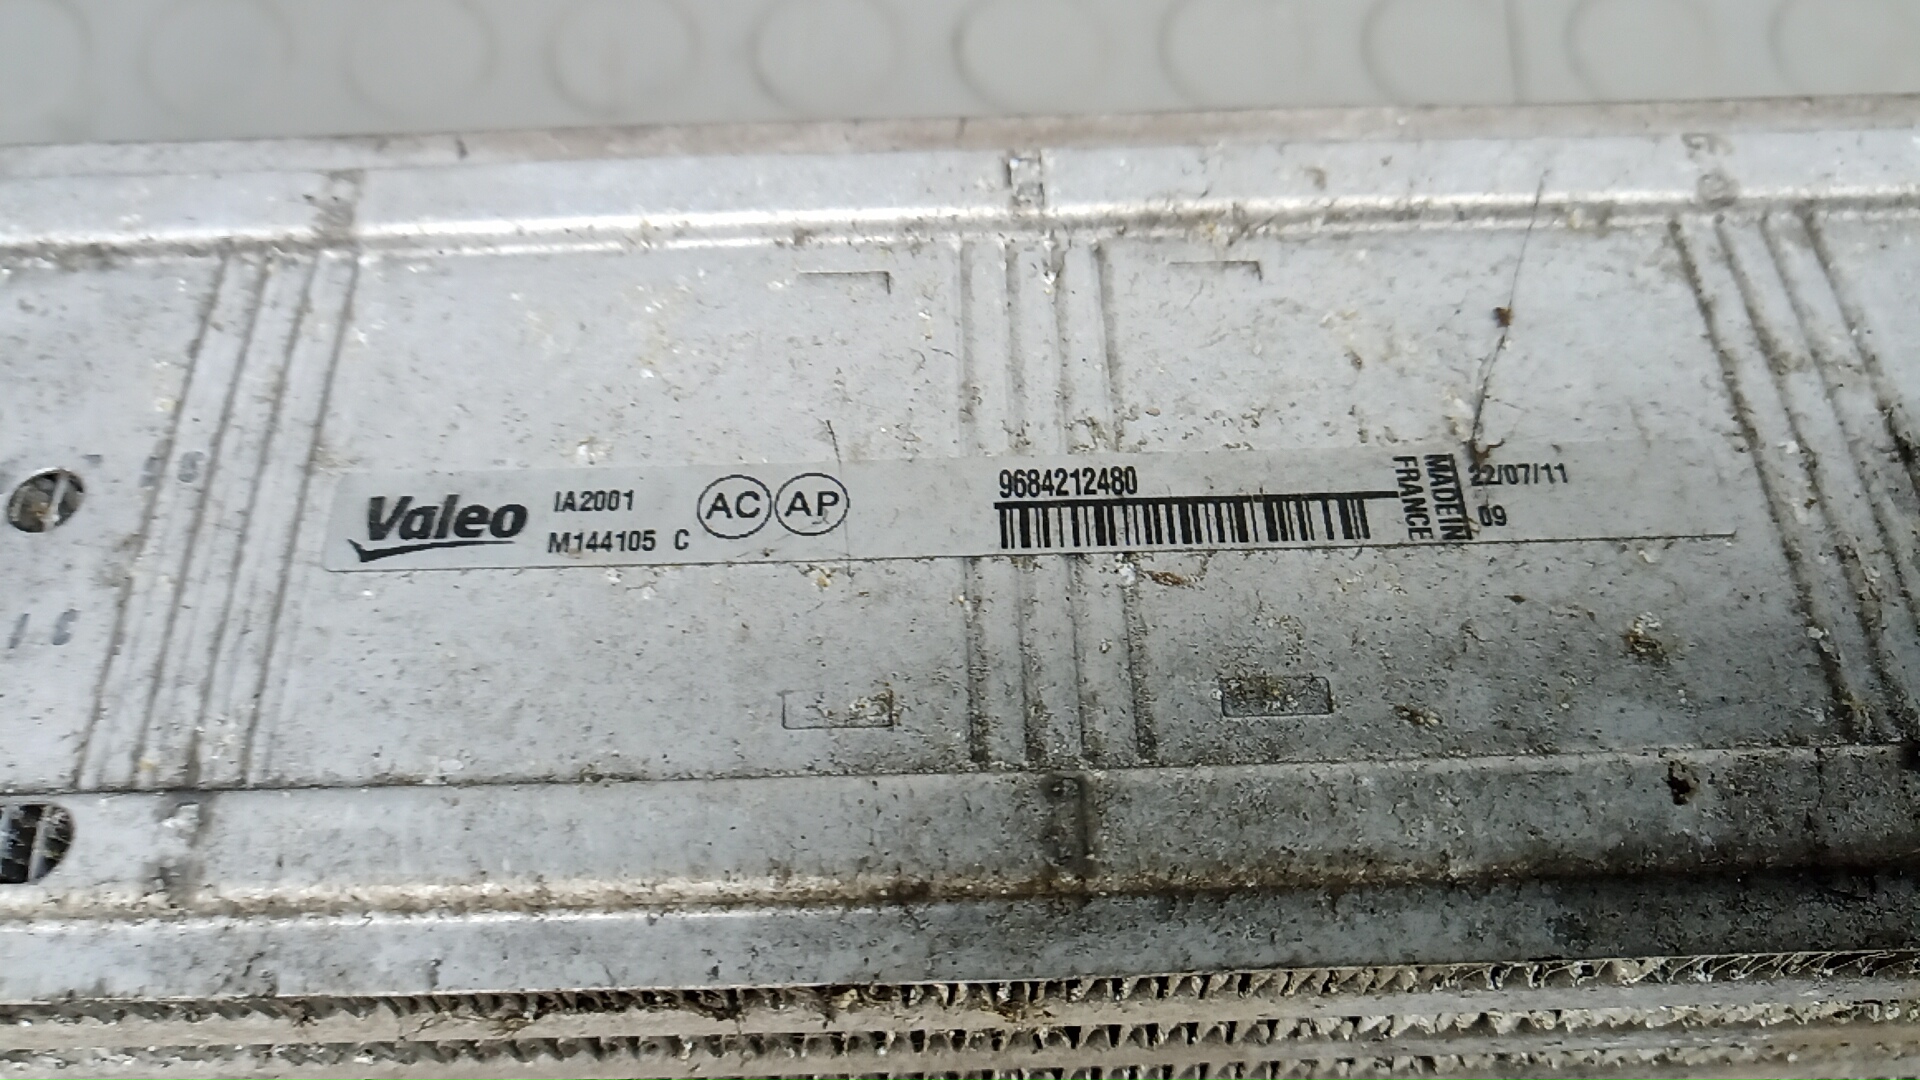 Valeo
IA2001
M144105 C
AC AP
9684212480
MADE IN
FRANCE
22/07/11
09